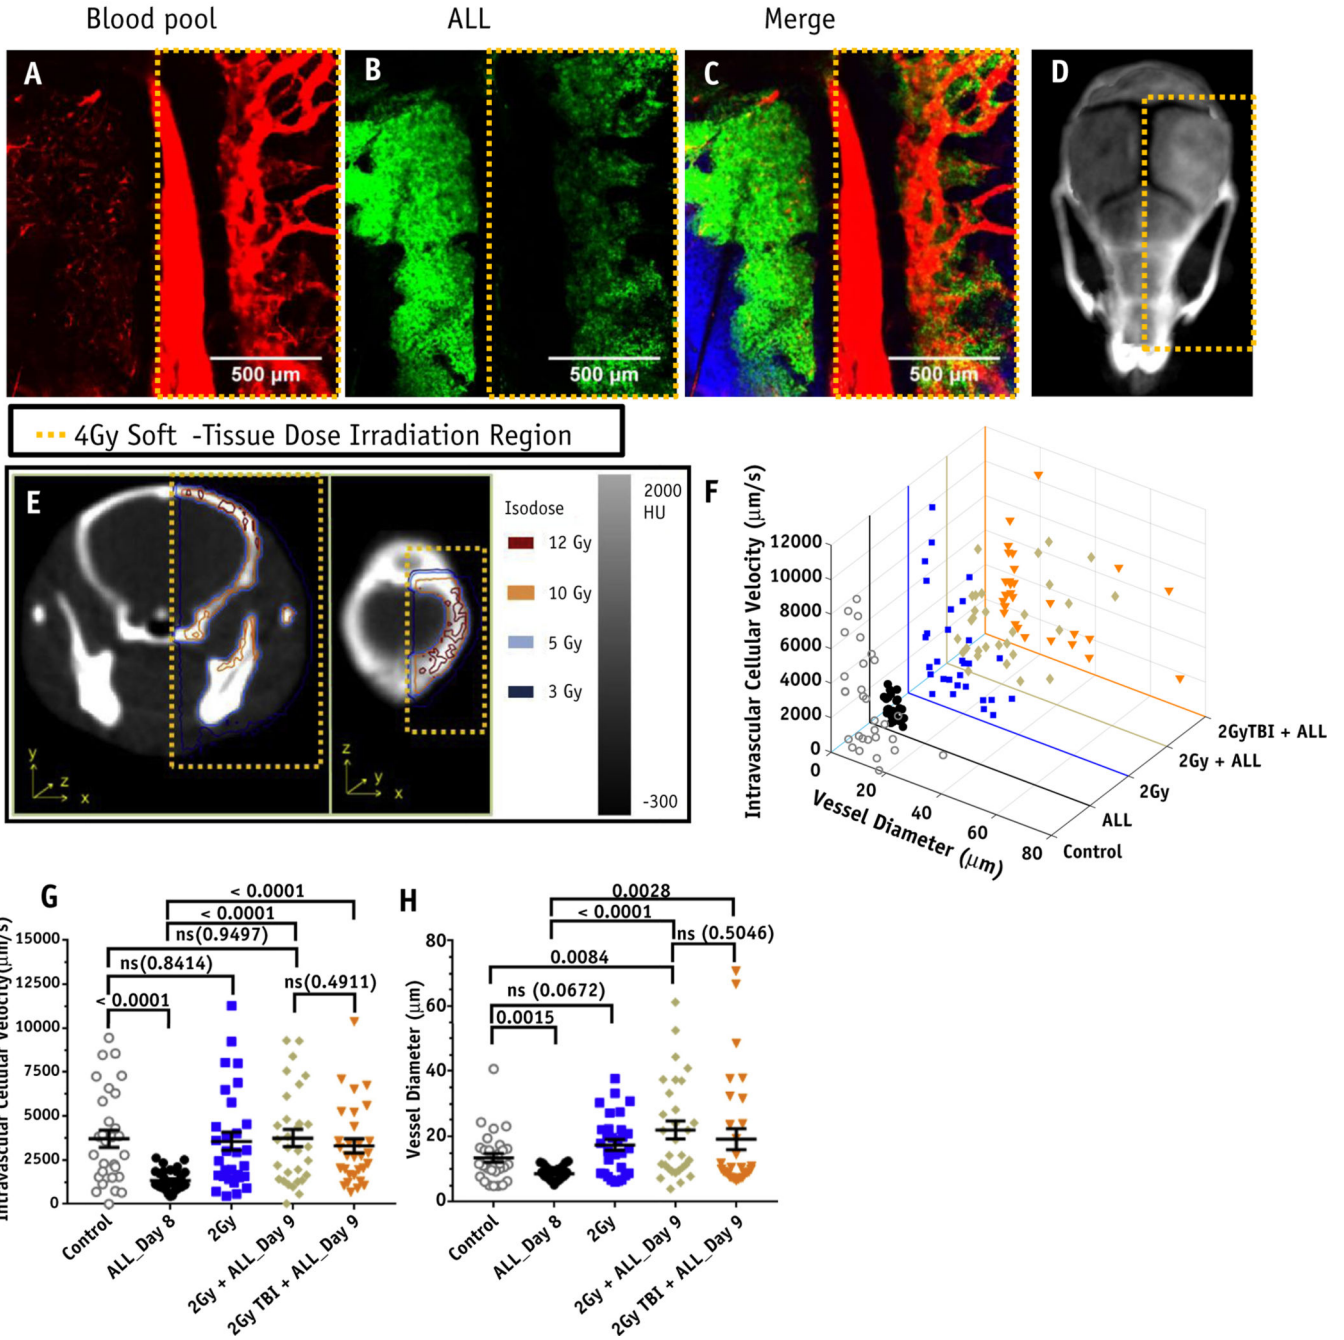 Blood pool ALL Merge
A B C D
500 µm 500 µm 500 µm
4Gy Soft -Tissue Dose Irradiation Region
E
Isodose
12 Gy
10 Gy
5 Gy
3 Gy
2000
HU
-300
y z x
z y x
F
Intravascular Cellular Velocity (µm/s)
12000
10000
8000
6000
4000
2000
0
0
20
40
60
80
Vessel Diameter (µm)
2GyTBI + ALL
2Gy + ALL
2Gy
ALL
Control
G
< 0.0001
< 0.0001
ns(0.9497)
ns(0.8414)
ns(0.4911)
< 0.0001
Intravascular Cellular Velocity(µm/s)
15000
12500
10000
7500
5000
2500
0
Control
ALL_Day 8
2Gy
2Gy + ALL_Day 9
2Gy TBI + ALL_Day 9
H
0.0028
< 0.0001
ns (0.5046)
0.0084
ns (0.0672)
0.0015
Vessel Diameter (µm)
80
60
40
20
0
Control
ALL_Day 8
2Gy
2Gy + ALL_Day 9
2Gy TBI + ALL_Day 9